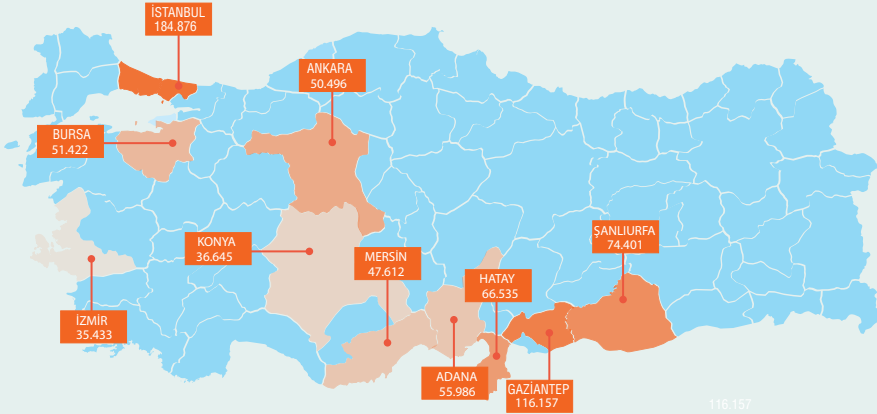 İSTANBUL
184.876
ANKARA
50.496
BURSA
51.422
ŞANLIURFA
74.401
KONYA
36.645
MERSİN
47.612
HATAY
66.535
İZMİR
35.433
ADANA
55.986
GAZİANTEP
116.157
116.157